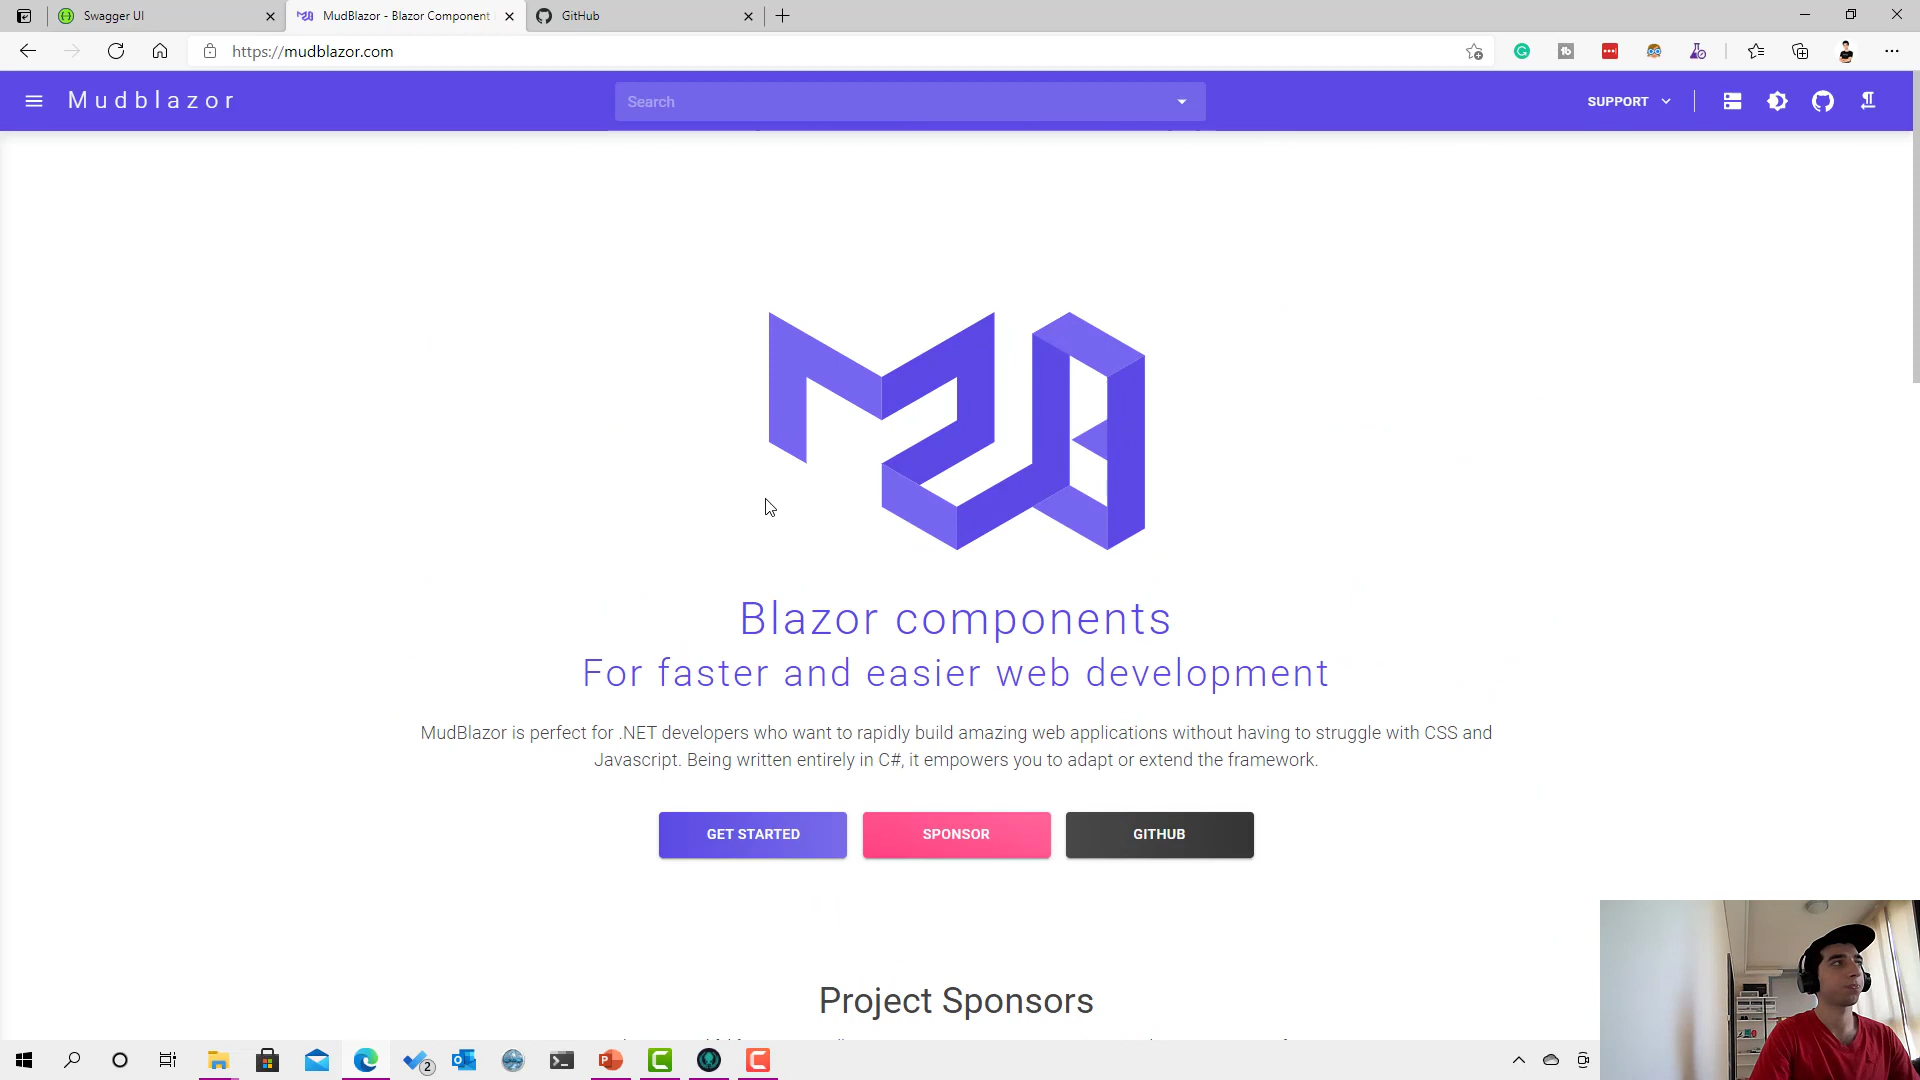 Swagger UI
MudBlazor - Blazor Component
GitHub
https://mudblazor.com
Mudblazor
Search
SUPPORT
Blazor components
For faster and easier web development
MudBlazor is perfect for .NET developers who want to rapidly build amazing web applications without having to struggle with CSS and
Javascript. Being written entirely in C#, it empowers you to adapt or extend the framework.
GET STARTED
SPONSOR
GITHUB
Project Sponsors
2